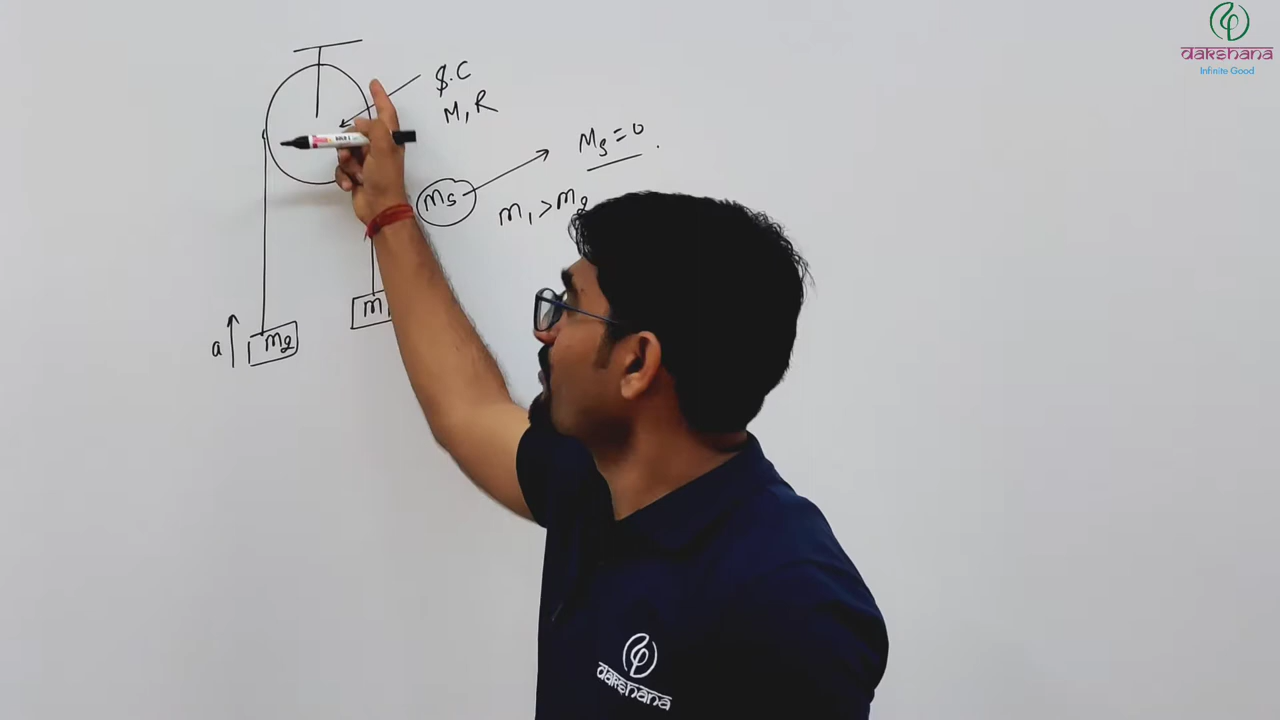 dakshana
Infinite Good
S.C
M, R
Ms = 0
ms
m1 > m2
m
m2
a
dakshana